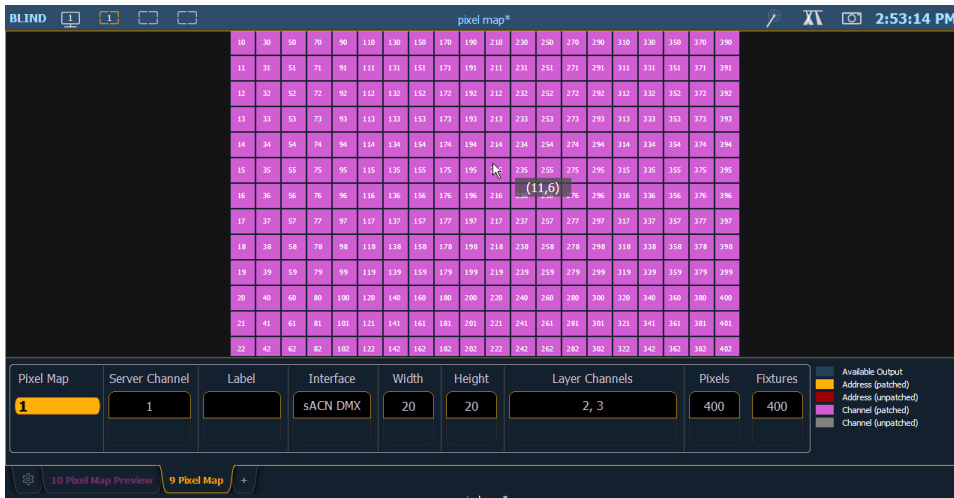 BLIND 1 1 pixel map* 2:53:14 PM
10 30 50 70 90 110 130 150 170 190 210 230 250 270 290 310 330 350 370 390
11 31 51 71 91 111 131 151 171 191 211 231 251 271 291 311 331 351 371 391
12 32 52 72 92 112 132 152 172 192 212 232 252 272 292 312 332 352 372 392
13 33 53 73 93 113 133 153 173 193 213 233 253 273 293 313 333 353 373 393
14 34 54 74 94 114 134 154 174 194 214 234 254 274 294 314 334 354 374 394
15 35 55 75 95 115 135 155 175 195 235 255 275 295 315 335 355 375 395
(11,6)
16 36 56 76 96 116 136 156 176 196 216 276 296 316 336 356 376 396
17 37 57 77 97 117 137 157 177 197 217 237 257 277 297 317 337 357 377 397
18 38 58 78 98 118 138 158 178 198 218 238 258 278 298 318 338 358 378 398
19 39 59 79 99 119 139 159 179 199 219 239 259 279 299 319 339 359 379 399
20 40 60 80 100 120 140 160 180 200 220 240 260 280 300 320 340 360 380 400
21 41 61 81 101 121 141 161 181 201 221 241 261 281 301 321 341 361 381 401
22 42 62 82 102 122 142 162 182 202 222 242 262 282 302 322 342 362 382 402
Pixel Map Server Channel Label Interface Width Height Layer Channels Pixels Fixtures
1 1 sACN DMX 20 20 2, 3 400 400
Available Output
Address (patched)
Address (unpatched)
Channel (patched)
Channel (unpatched)
10 Pixel Map Preview 9 Pixel Map +